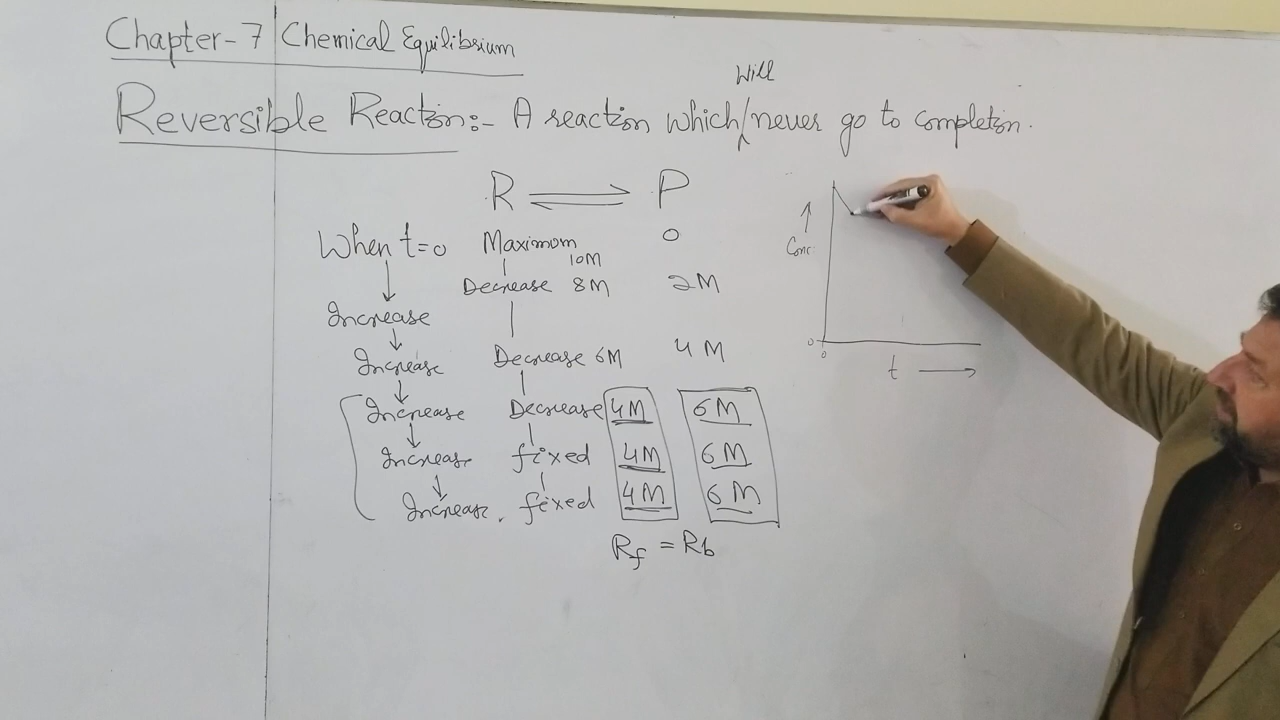 Chapter-7 Chemical Equilibrium
Will
Reversible Reaction:- A reaction which never go to completion.
R ⇌ P
When t=0 Maximum 0
10M
Decrease 8M 2M
Increase
Increase Decrease 6M 4M
Increase Decrease 4M 6M
Increase fixed 4M 6M
Increase. fixed 4M 6M
Rf = Rb
↑
Conc.
0
0
t →